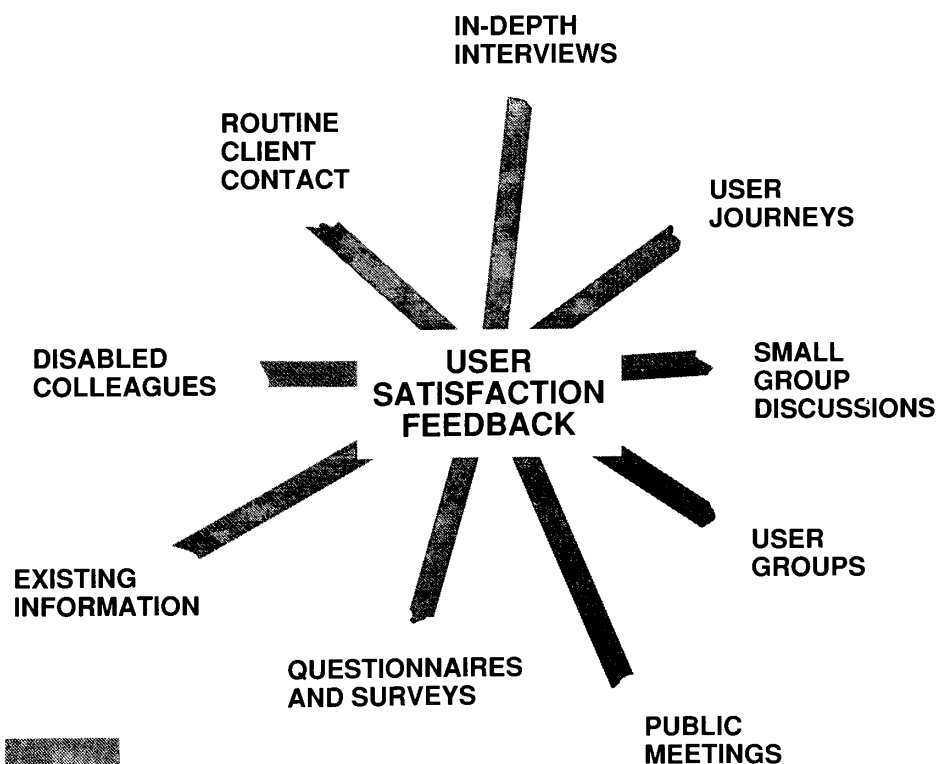 IN-DEPTH
INTERVIEWS
ROUTINE
CLIENT
CONTACT
USER
JOURNEYS
DISABLED
COLLEAGUES
USER
SATISFACTION
FEEDBACK
SMALL
GROUP
DISCUSSIONS
EXISTING
INFORMATION
USER
GROUPS
QUESTIONNAIRES
AND SURVEYS
PUBLIC
MEETINGS